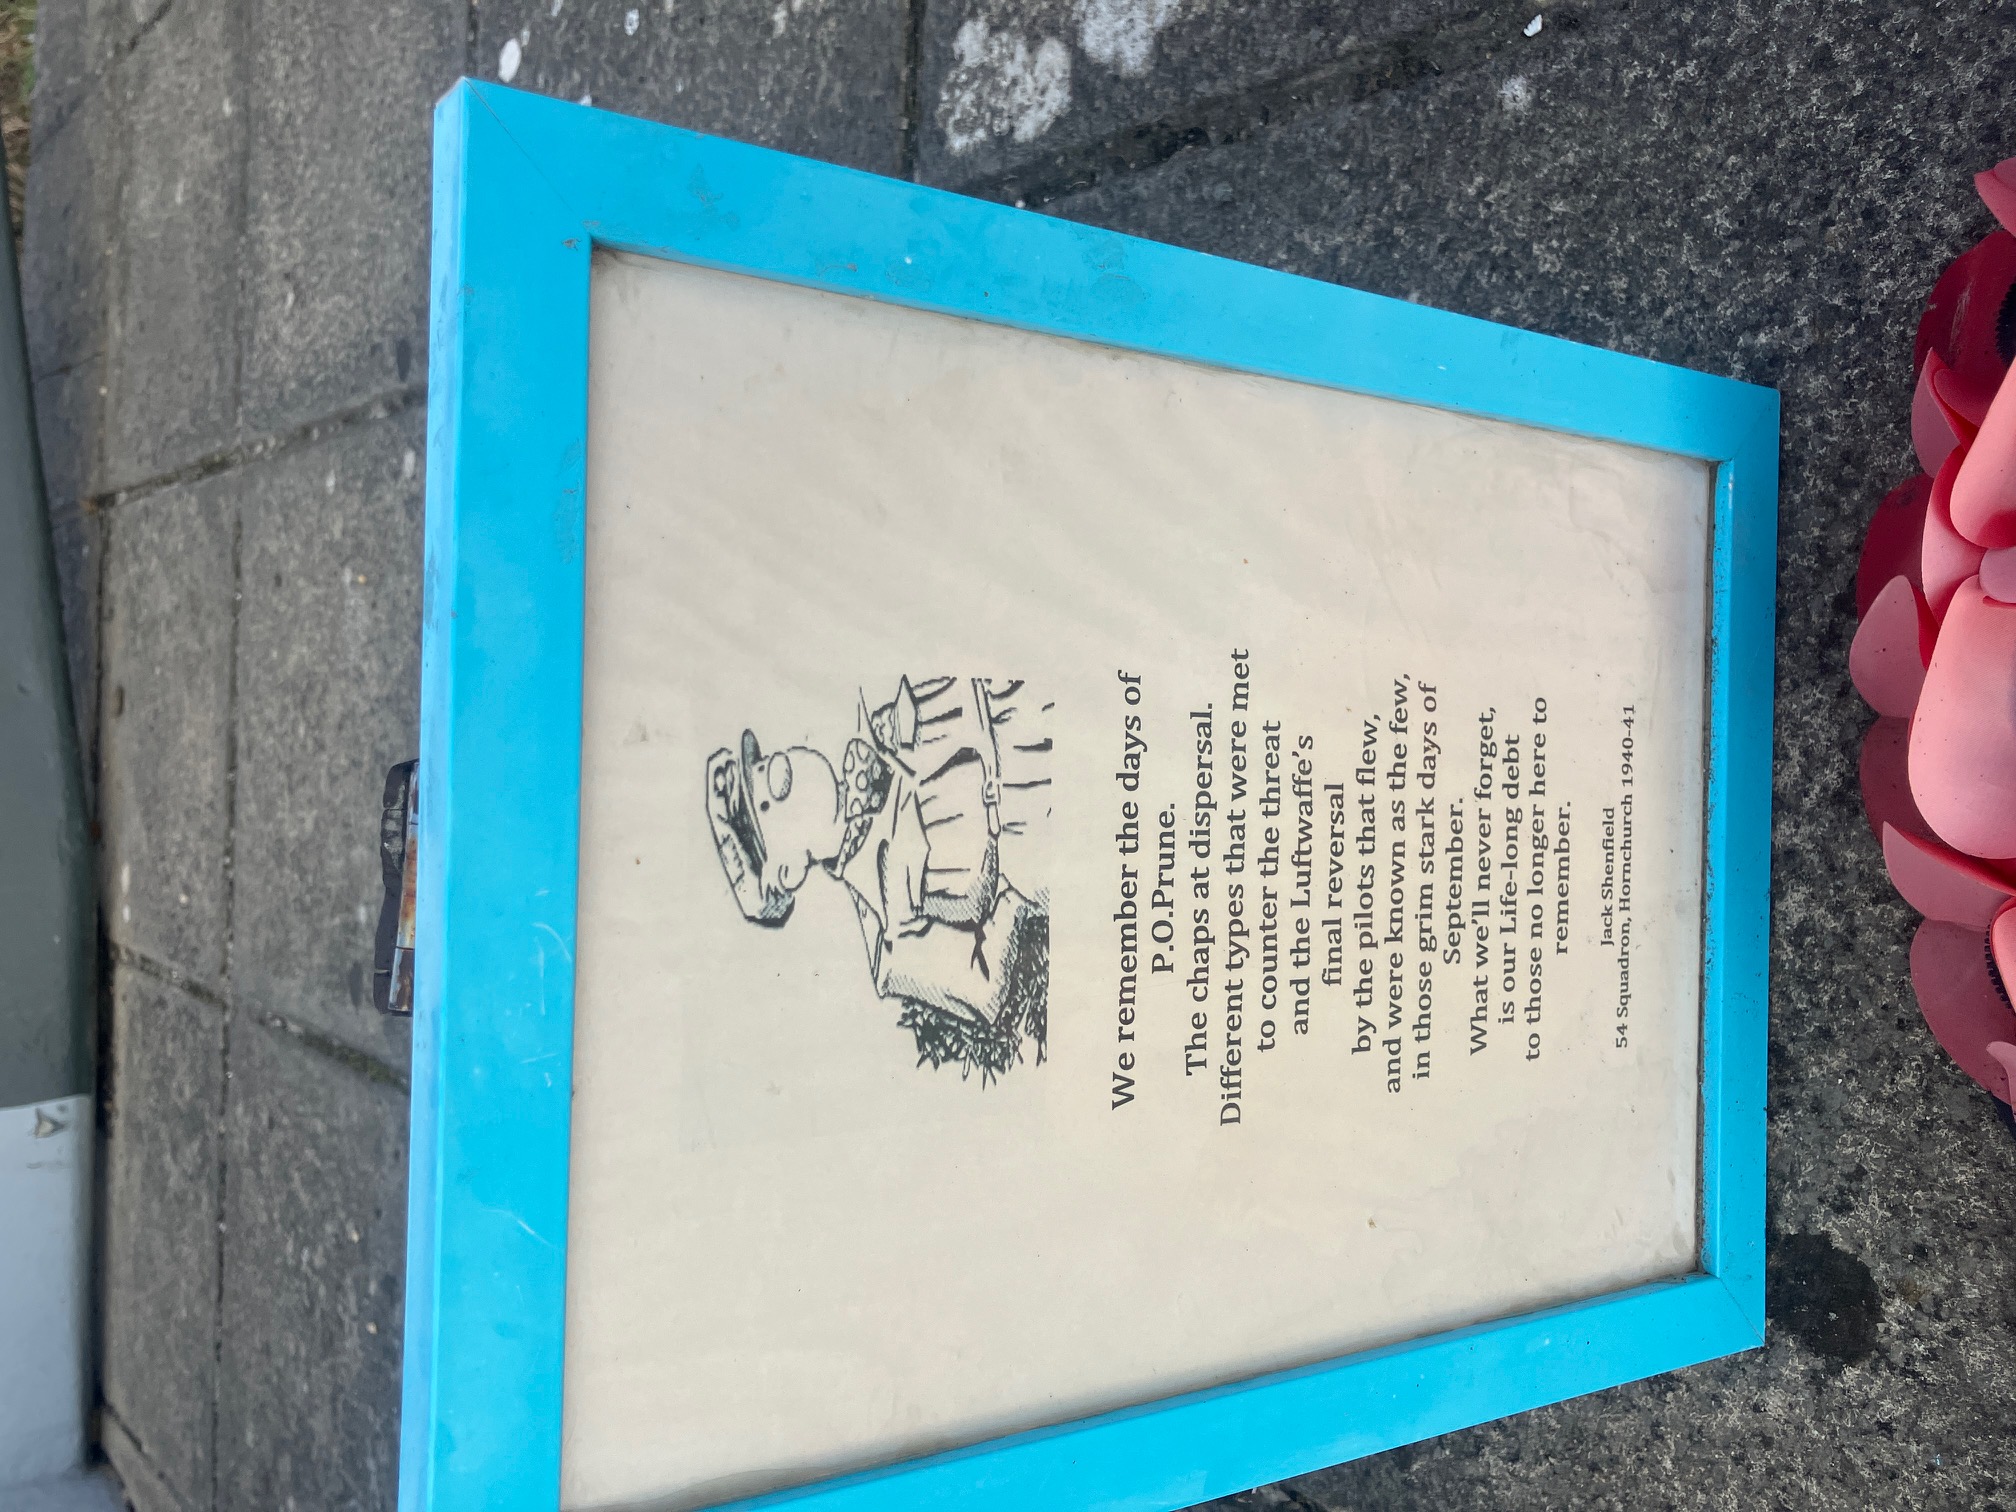 We remember the days of
P.O.Prune.
The chaps at dispersal.
Different types that were met
to counter the threat
and the Luftwaffe's
final reversal
by the pilots that flew,
and were known as the few,
in those grim stark days of
September.
What we'll never forget,
is our Life-long debt
to those no longer here to
remember.
Jack Shenfield
54 Squadron, Hornchurch 1940-41